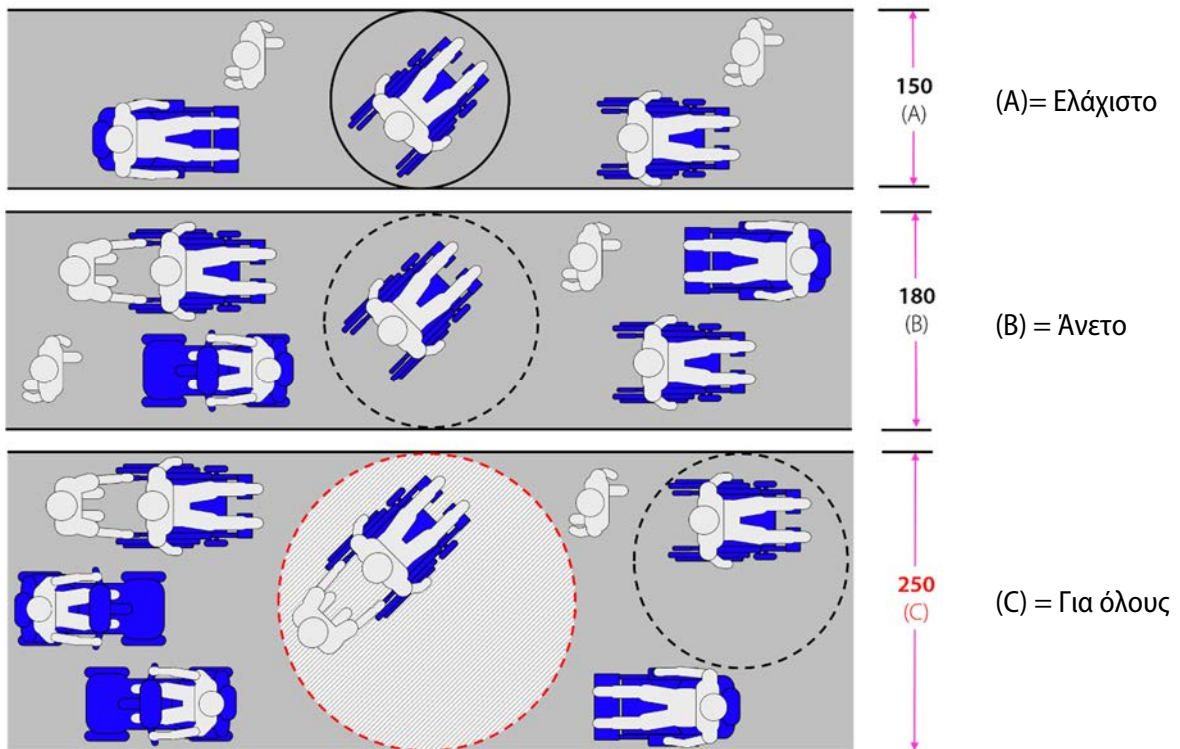 150
(A)
(A)= Ελάχιστο
180
(B)
(B) = Άνετο
250
(C)
(C) = Για όλους